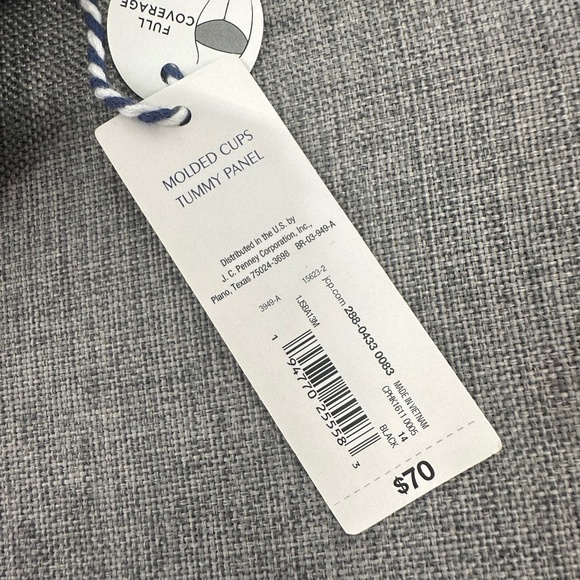 FULL
COVERAGE
MOLDED CUPS
TUMMY PANEL
Distributed in the U.S. by
J. C. Penney Corporation, Inc.,
Plano, Texas 75024-3698 BR-03-949-A
3949-A 15623-2
1JSBA13M jcp.com 288-0433 0083
1 94770 25558 3
MADE IN VIETNAM
CPHK1611 0005
BLACK 14
$70